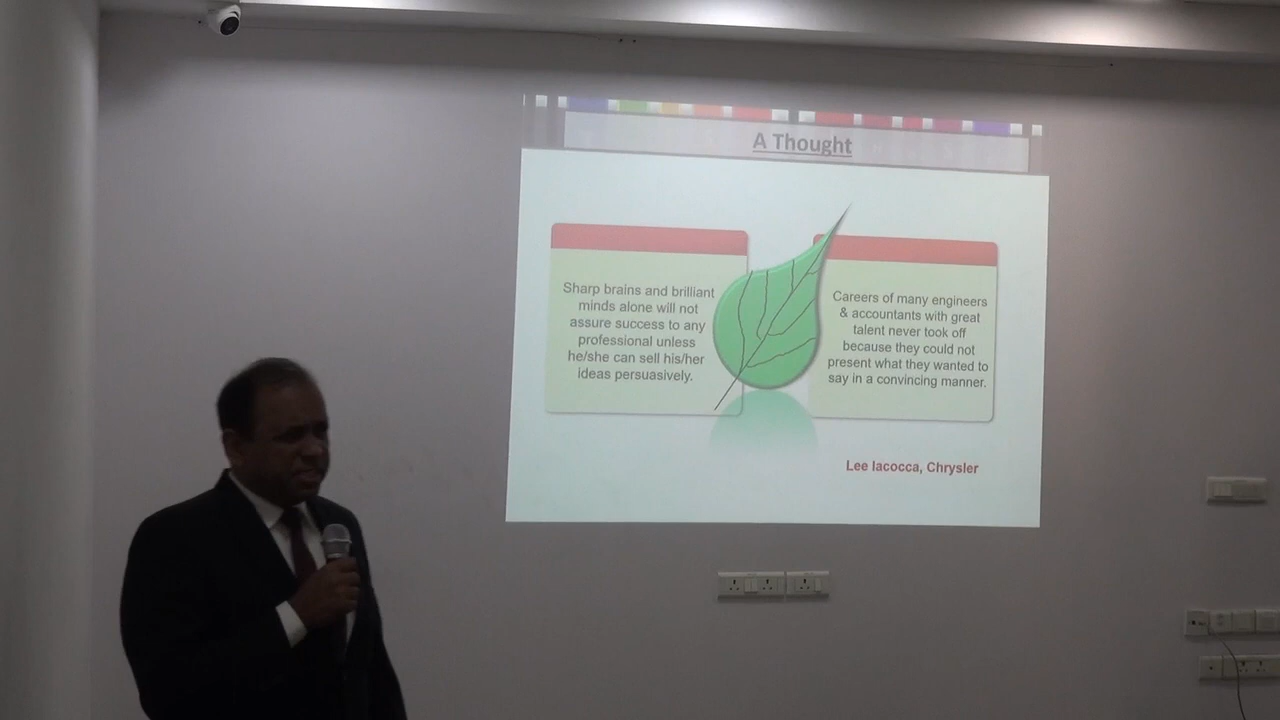 A Thought
Sharp brains and brilliant
minds alone will not
assure success to any
professional unless
he/she can sell his/her
ideas persuasively.
Careers of many engineers
& accountants with great
talent never took off
because they could not
present what they wanted to
say in a convincing manner.
Lee Iacocca, Chrysler